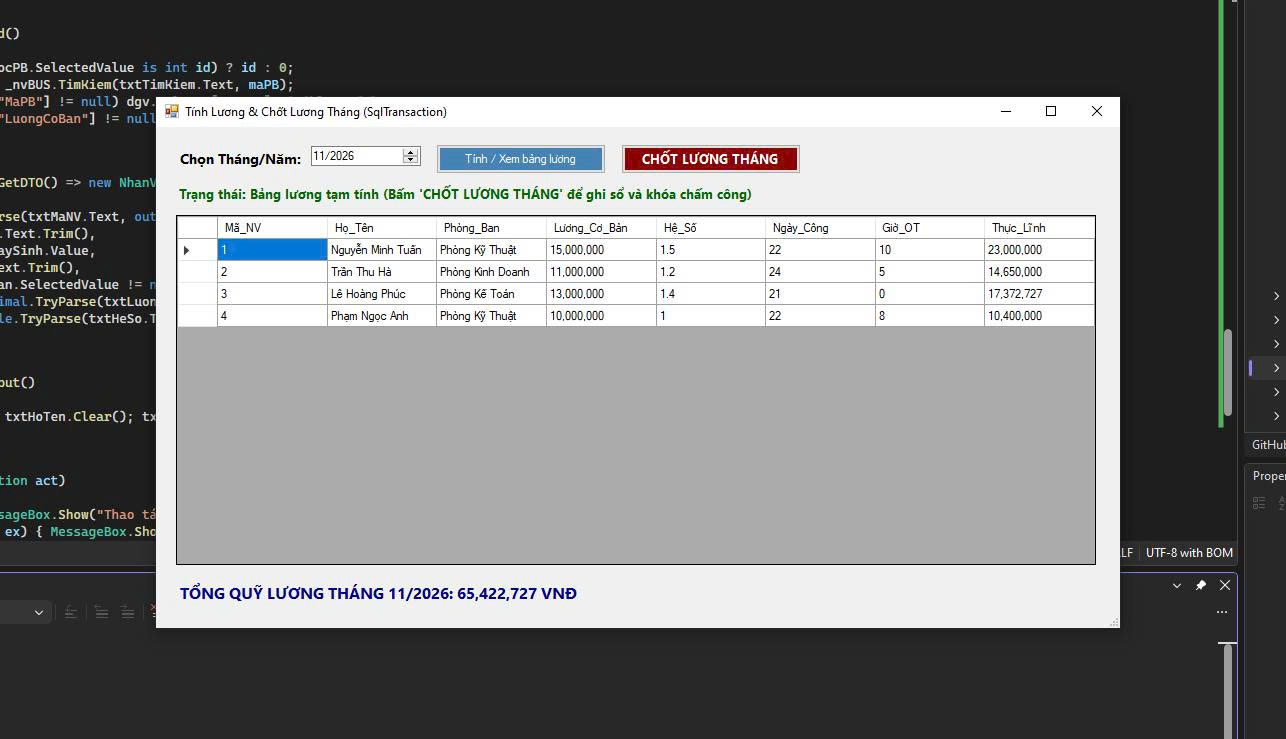 d()
ocPB.SelectedValue is int id) ? id : 0;
_nvBUS.TimKiem(txtTimKiem.Text, maPB);
"MaPB"] != null) dgv.
"LuongCoBan"] != null
GetDTO() => new NhanV
rse(txtMaNV.Text, out
.Text.Trim(),
aySinh.Value,
ext.Trim(),
an.SelectedValue != n
imal.TryParse(txtLuon
le.TryParse(txtHeSo.T
put()
txtHoTen.Clear(); tx
tion act)
ssageBox.Show("Thao tá
ex) { MessageBox.Sho
Tính Lương & Chốt Lương Tháng (SqlTransaction)
Chọn Tháng/Năm: 11/2026 Tính / Xem bảng lương CHỐT LƯƠNG THÁNG
Trạng thái: Bảng lương tạm tính (Bấm 'CHỐT LƯƠNG THÁNG' để ghi sổ và khóa chấm công)
Mã_NV Họ_Tên Phòng_Ban Lương_Cơ_Bản Hệ_Số Ngày_Công Giờ_OT Thực_Lĩnh
1 Nguyễn Minh Tuấn Phòng Kỹ Thuật 15,000,000 1.5 22 10 23,000,000
2 Trần Thu Hà Phòng Kinh Doanh 11,000,000 1.2 24 5 14,650,000
3 Lê Hoàng Phúc Phòng Kế Toán 13,000,000 1.4 21 0 17,372,727
4 Phạm Ngọc Anh Phòng Kỹ Thuật 10,000,000 1 22 8 10,400,000
TỔNG QUỸ LƯƠNG THÁNG 11/2026: 65,422,727 VNĐ
GitHub
Proper
LF UTF-8 with BOM